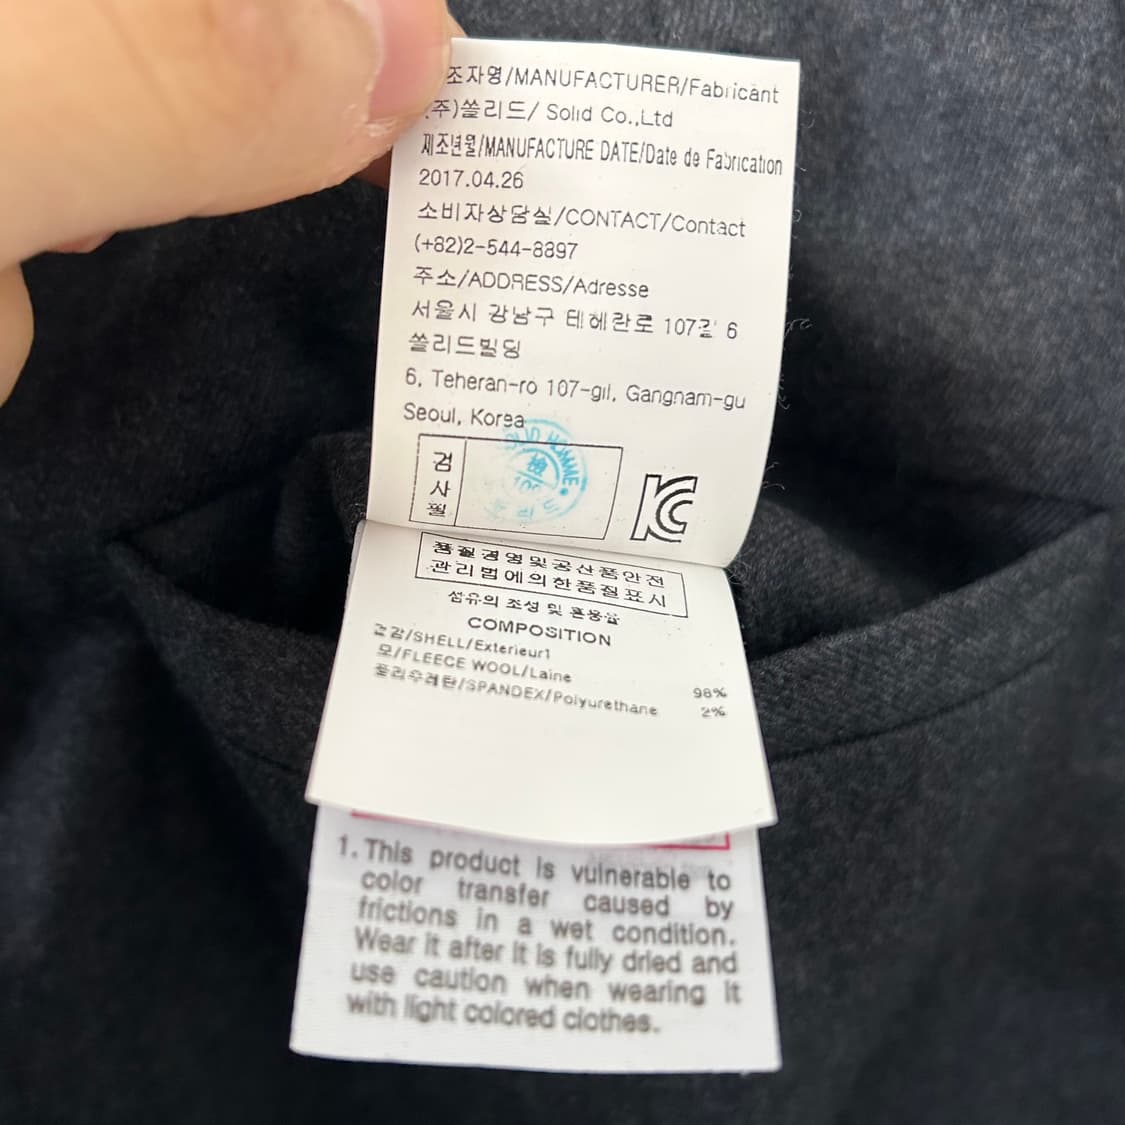 조자명/MANUFACTURER/Fabricant
주)쏠리드/ Solid Co.,Ltd
제조년월/MANUFACTURE DATE/Date de Fabrication
2017.04.26
소비자상담실/CONTACT/Contact
(+82)2-544-8897
주소/ADDRESS/Adresse
서울시 강남구 테헤란로 107길 6
쏠리드빌딩
6, Teheran-ro 107-gil, Gangnam-gu
Seoul, Korea
검사필
품질경영및공산품안전
관리법에의한품질표시
섬유의 조성 및 혼용율
COMPOSITION
겉감/SHELL/Exterieur1
모/FLEECE WOOL/Laine 98%
폴리우레탄/SPANDEX/Polyurethane 2%
1. This product is vulnerable to
color transfer caused by
frictions in a wet condition.
Wear it after it is fully dried and
use caution when wearing it
with light colored clothes.